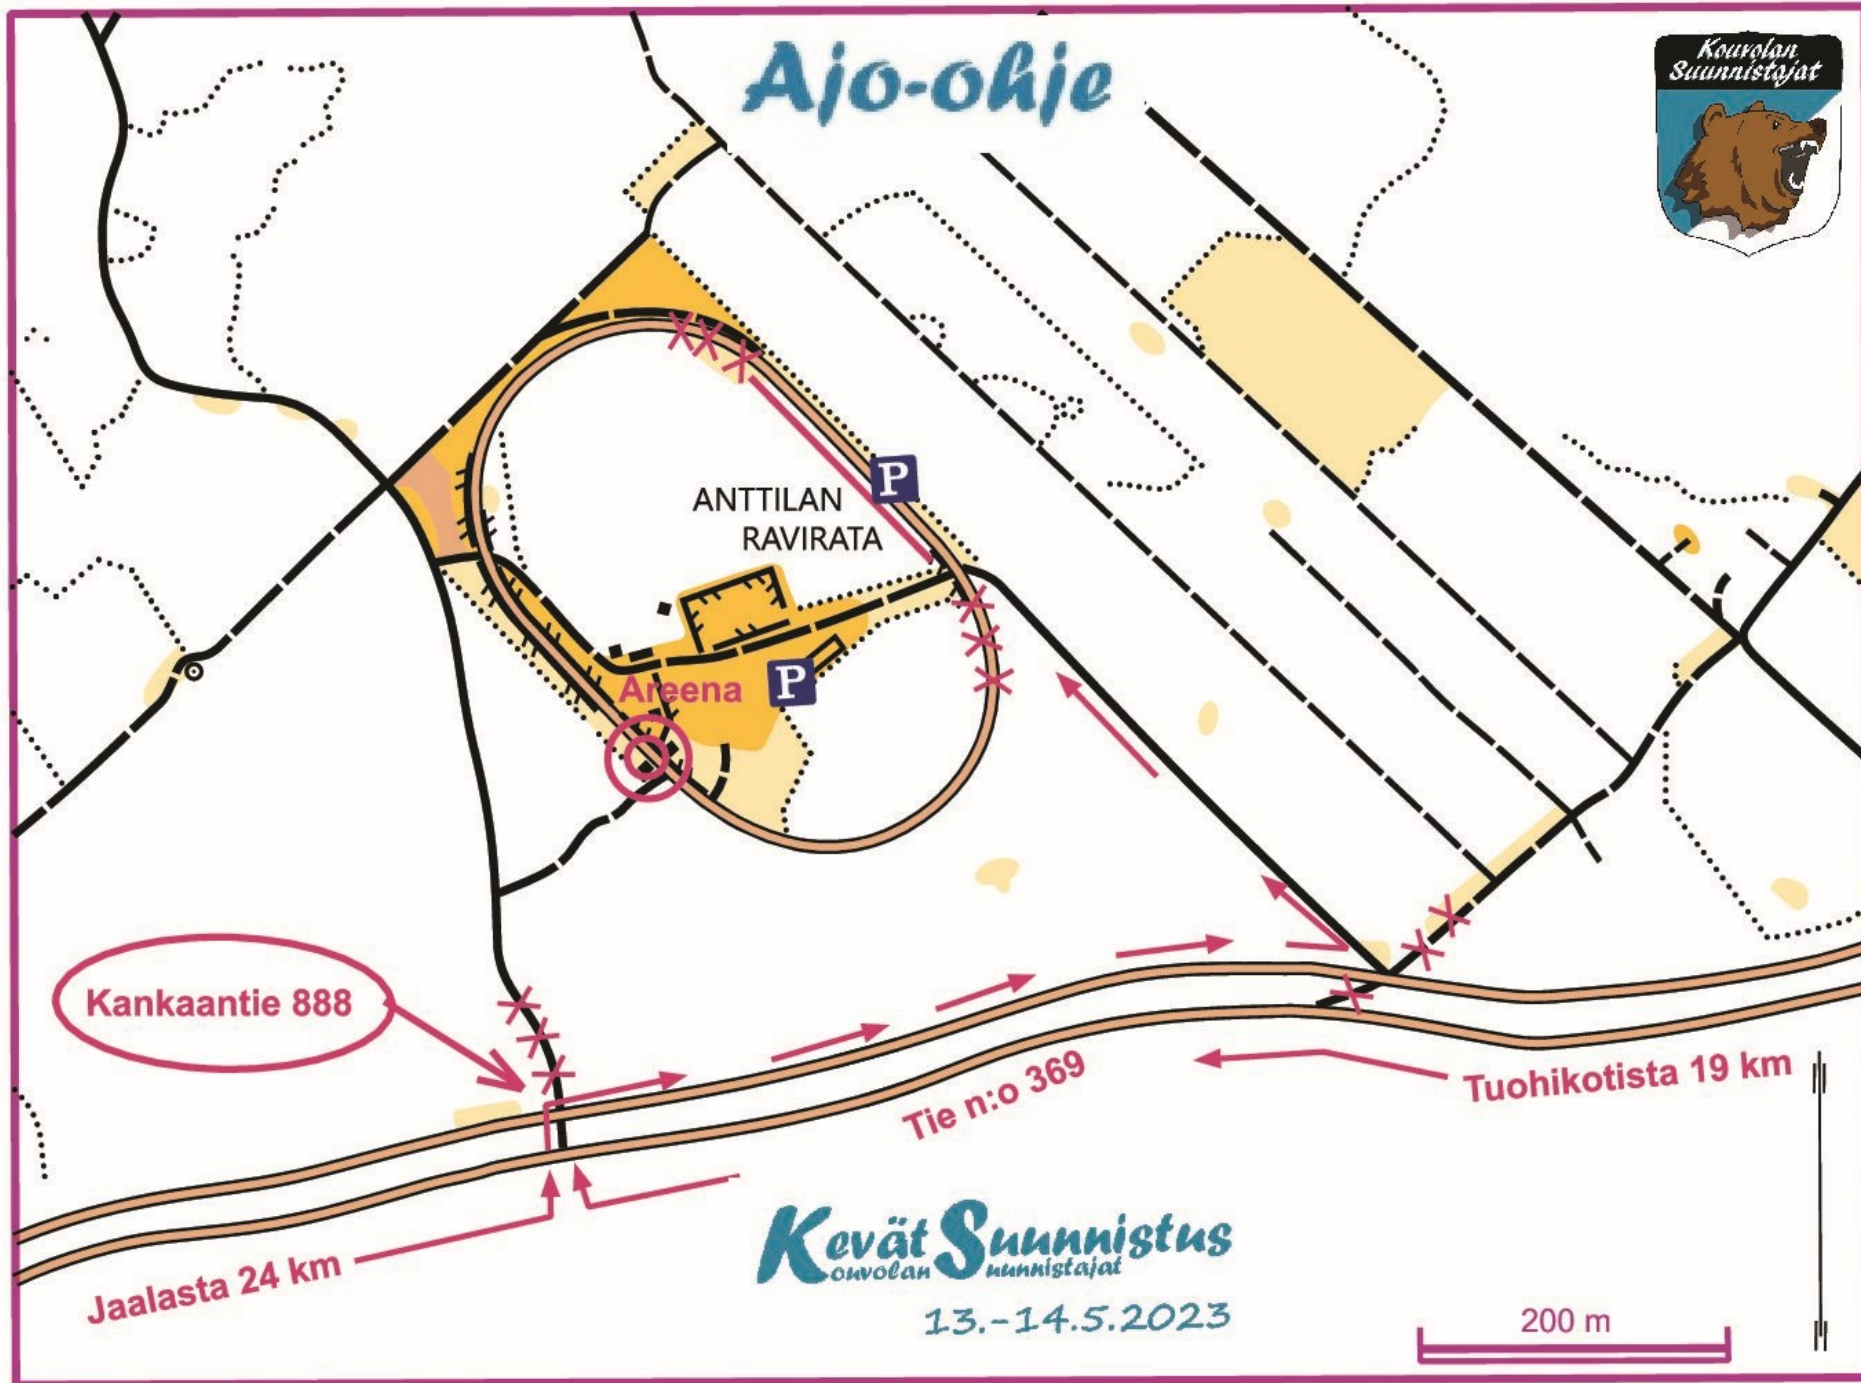 Ajo-ohje
Kouvolan
Suunnistajat
P
ANTTILAN
RAVIRATA
Areena
P
Kankaantie 888
Tie n:o 369
Tuohikotista 19 km
Jaalasta 24 km
Kevät Suunnistus
Kouvolan Suunnistajat
13.-14.5.2023
200 m